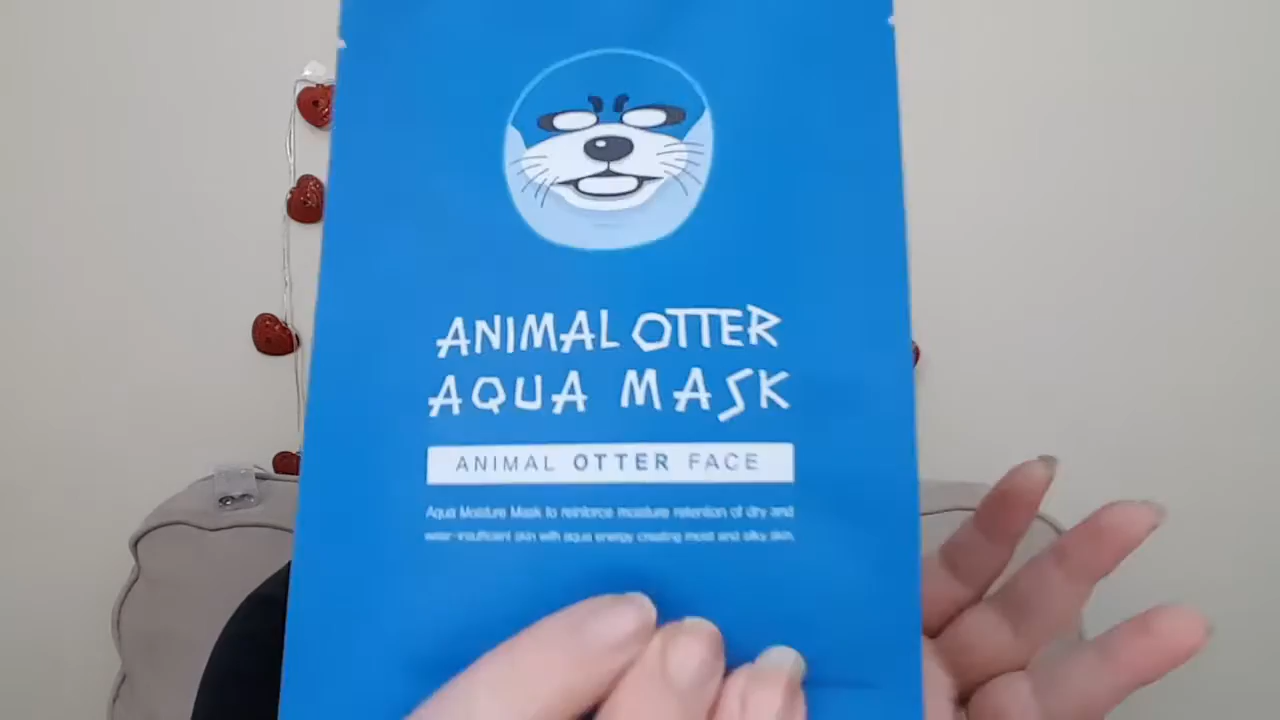 ANIMAL OTTER
AQUA MASK
ANIMAL OTTER FACE
Aqua Moisture Mask to reinforce moisture retention of dry and
water-insufficient skin with aqua energy creating moist and silky skin.